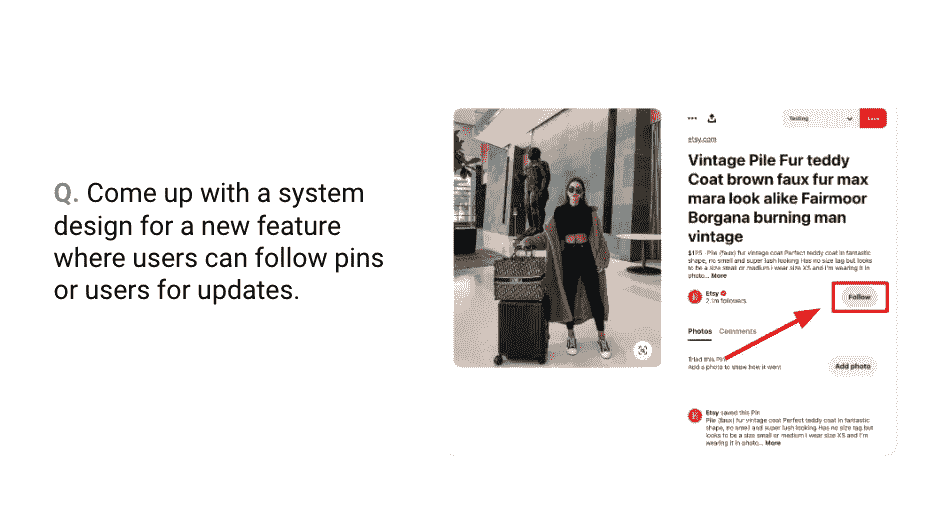 Q. Come up with a system
design for a new feature
where users can follow pins
or users for updates.
Testing
Save
etsy.com
Vintage Pile Fur teddy
Coat brown faux fur max
mara look alike Fairmoor
Borgana burning man
vintage
$195 · Pile (faux) fur vintage coat Perfect teddy coat in fantastic
shape, no smell and super lush looking Has no size tag but
looks to be a size small or medium I wear size XS and I'm wearing it in
photo... More
Etsy
2.1m followers
Follow
Photos Comments
Tried this Pin?
Add a photo to show how it went
Add photo
Etsy saved this Pin
Pile (faux) fur vintage coat Perfect teddy coat in fantastic
shape, no smell and super lush looking Has no size tag but
looks to be a size small or medium I wear size XS and I'm
wearing it in photo... More